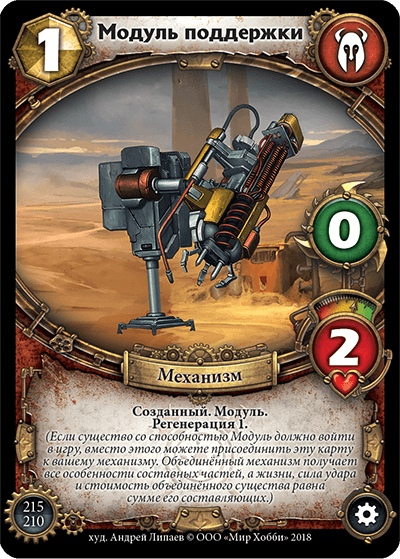 1
Модуль поддержки
0
2
Механизм
Созданный. Модуль.
Регенерация 1.
(Если существо со способностью Модуль должно войти
в игру, вместо этого можете присоединить эту карту
к вашему механизму. Объединённый механизм получает
все особенности составных частей, а жизни, сила удара
и стоимость объединённого существа равна
сумме его составляющих.)
215
210
худ. Андрей Липаев © ООО «Мир Хобби» 2018